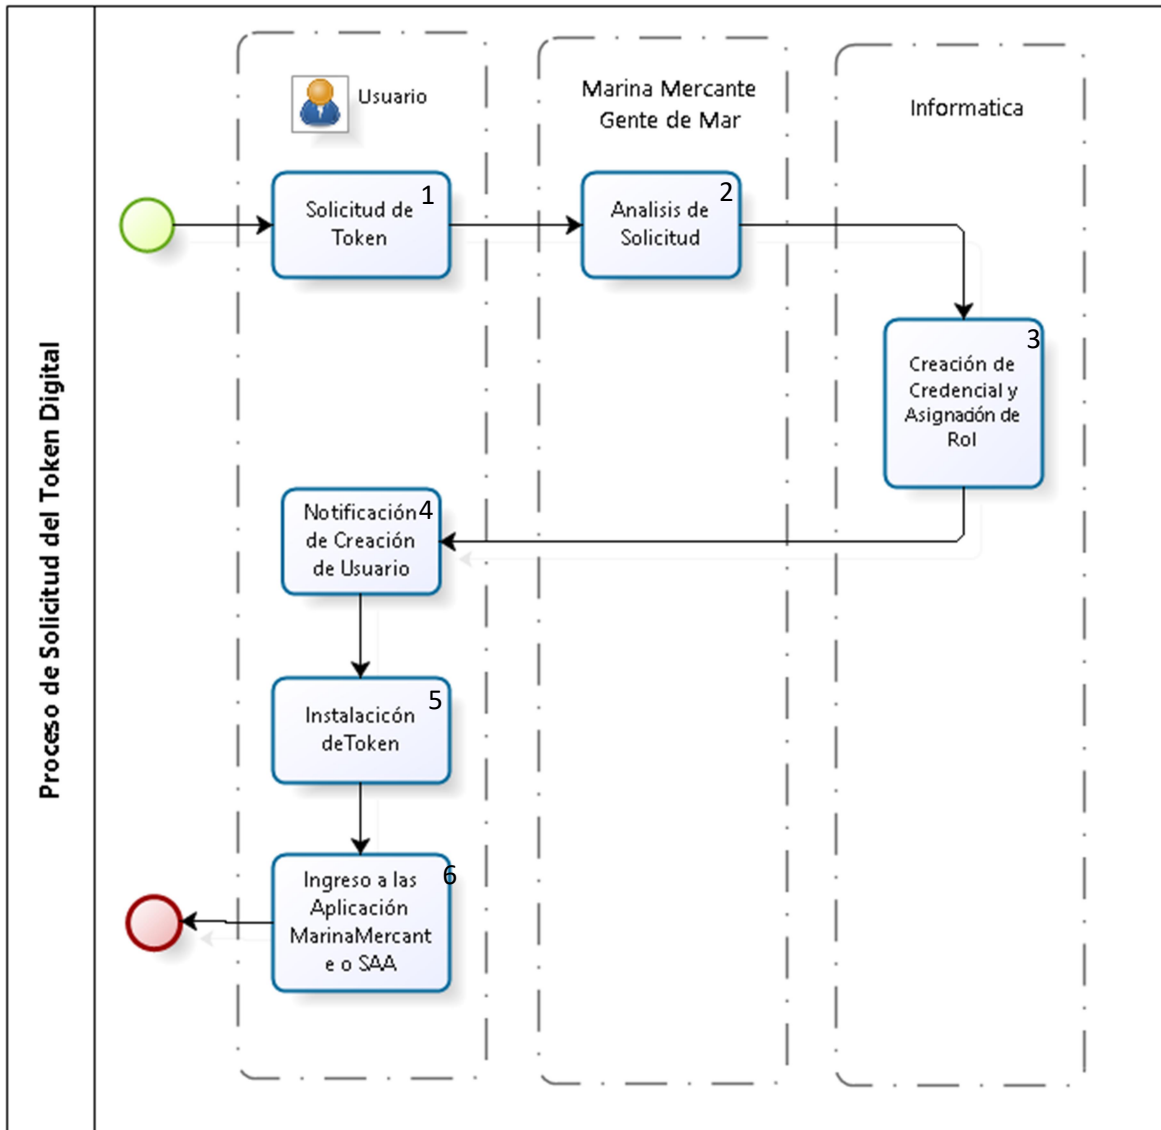 Proceso de Solicitud del Token Digital
Usuario
Marina Mercante
Gente de Mar
Informatica
1
Solicitud de
Token
2
Analisis de
Solicitud
3
Creación de
Credencial y
Asignación de
Rol
4
Notificación
de Creación
de Usuario
5
Instalacicón
deToken
6
Ingreso a las
Aplicación
MarinaMercant
e o SAA